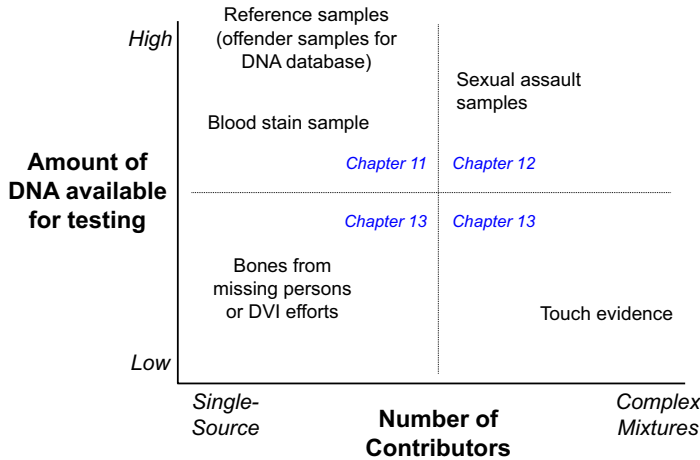 High
Reference samples
(offender samples for
DNA database)
Sexual assault
samples
Blood stain sample
Amount of
DNA available
for testing
Chapter 11
Chapter 12
Chapter 13
Chapter 13
Bones from
missing persons
or DVI efforts
Touch evidence
Low
Single-
Source
Number of
Contributors
Complex
Mixtures